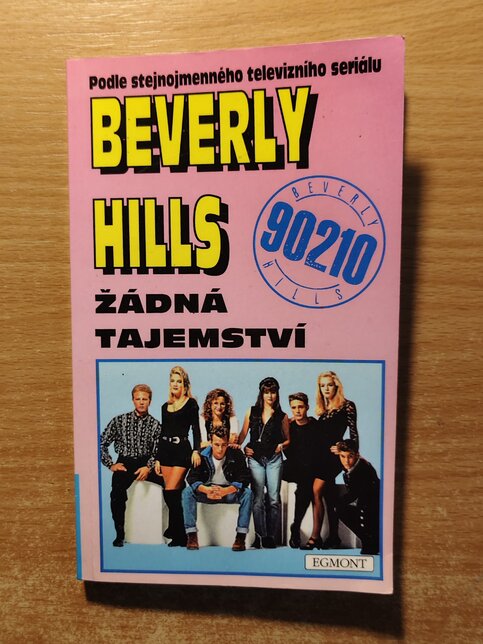 Podle stejnojmenného televizního seriálu
BEVERLY
HILLS
BEVERLY
90210
HILLS
ŽÁDNÁ
TAJEMSTVÍ
EGMONT